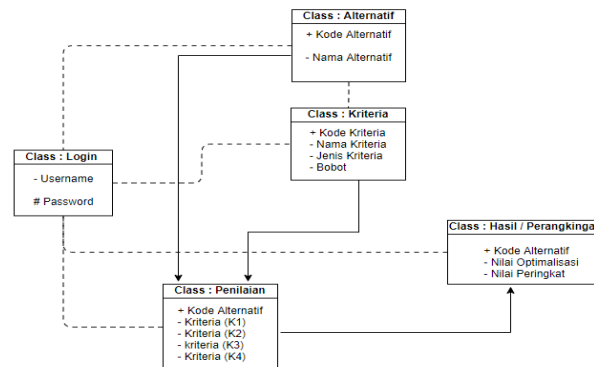 Class : Alternatif
+ Kode Alternatif
- Nama Alternatif
Class : Kriteria
+ Kode Kriteria
- Nama Kriteria
- Jenis Kriteria
- Bobot
Class : Login
- Username
# Password
Class : Hasil / Perangkinga
+ Kode Alternatif
- Nilai Optimalisasi
- Nilai Peringkat
Class : Penilaian
+ Kode Alternatif
- Kriteria (K1)
- Kriteria (K2)
- kriteria (K3)
- Kriteria (K4)